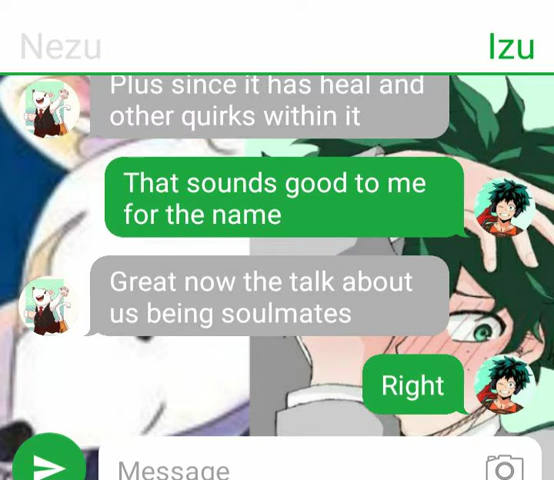 Nezu
Izu
Plus since it has heal and
other quirks within it
That sounds good to me
for the name
Great now the talk about
us being soulmates
Right
Message